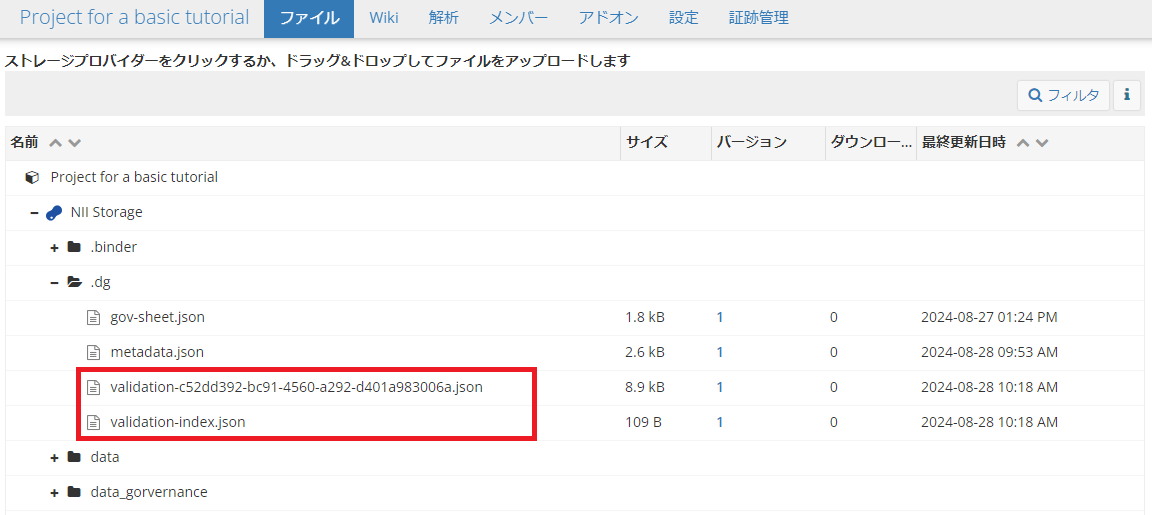 Project for a basic tutorial ファイル Wiki 解析 メンバー アドオン 設定 証跡管理
ストレージプロバイダーをクリックするか、ドラッグ&ドロップしてファイルをアップロードします
フィルタ i
名前 サイズ バージョン ダウンロー... 最終更新日時
Project for a basic tutorial
NII Storage
.binder
.dg
gov-sheet.json 1.8 kB 1 0 2024-08-27 01:24 PM
metadata.json 2.6 kB 1 0 2024-08-28 09:53 AM
validation-c52dd392-bc91-4560-a292-d401a983006a.json 8.9 kB 1 0 2024-08-28 10:18 AM
validation-index.json 109 B 1 0 2024-08-28 10:18 AM
data
data_gorvernance